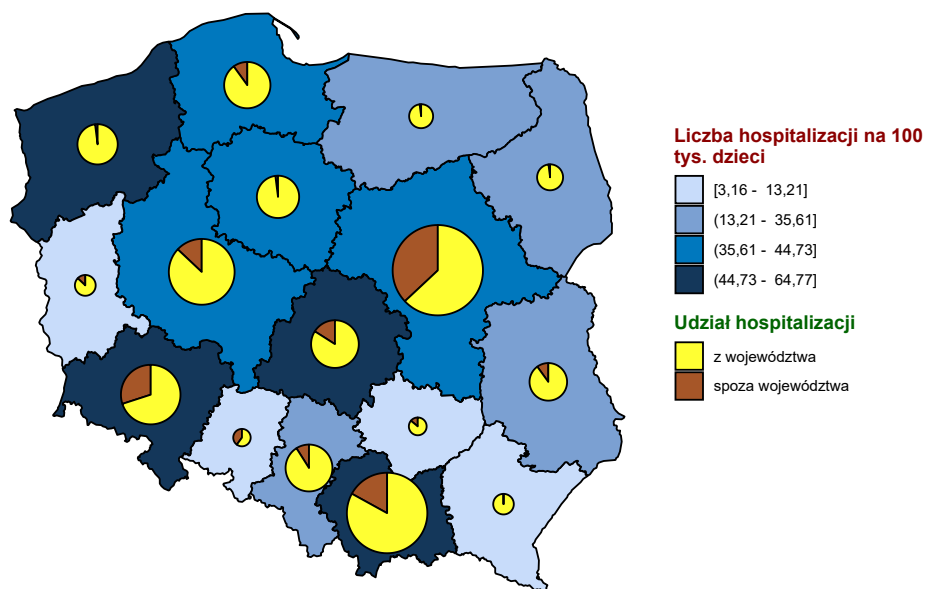 Liczba hospitalizacji na 100
tys. dzieci
[3,16 - 13,21]
(13,21 - 35,61]
(35,61 - 44,73]
(44,73 - 64,77]
Udział hospitalizacji
z województwa
spoza województwa